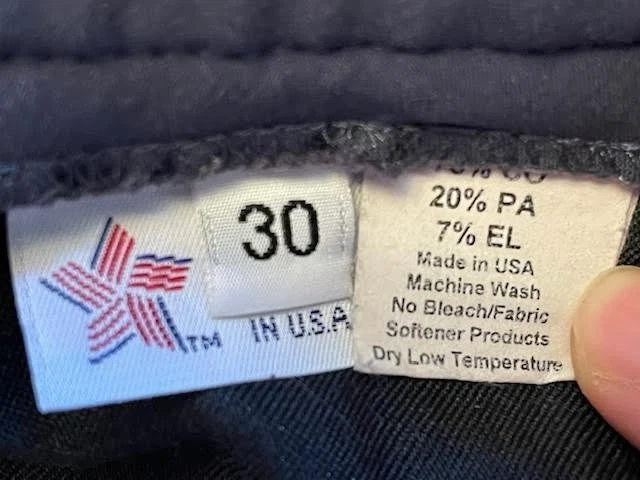 30
TM IN U.S.A
20% PA
7% EL
Made in USA
Machine Wash
No Bleach/Fabric
Softener Products
Dry Low Temperature